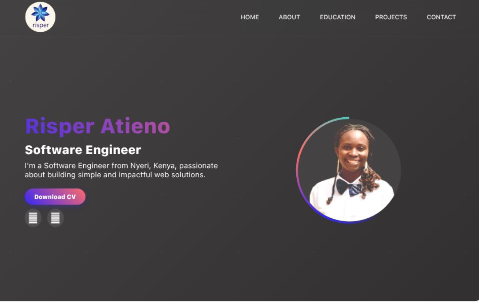 risper
HOME
ABOUT
EDUCATION
PROJECTS
CONTACT
Risper Atieno
Software Engineer
I'm a Software Engineer from Nyeri, Kenya, passionate
about building simple and impactful web solutions.
Download CV